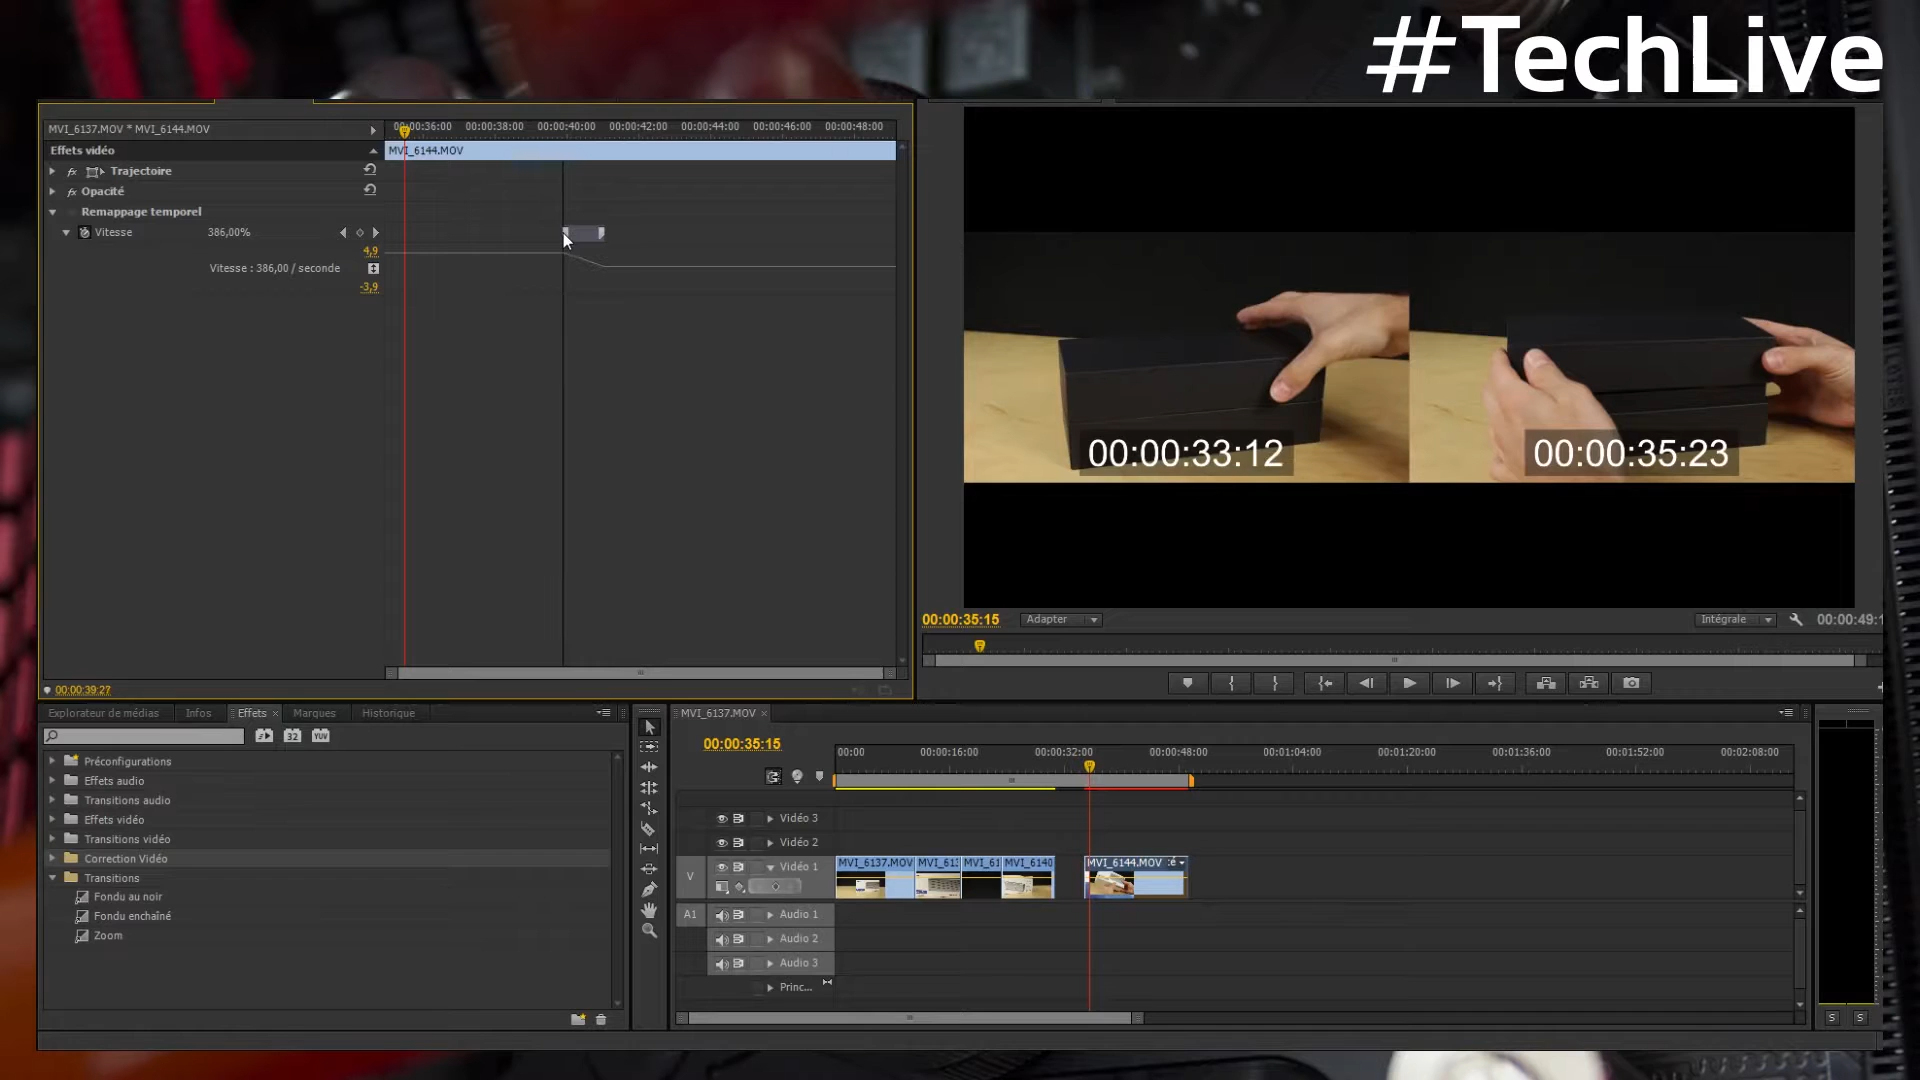 #TechLive
MVI_6137.MOV * MVI_6144.MOV
00:00:36:00 00:00:38:00 00:00:40:00 00:00:42:00 00:00:44:00 00:00:46:00 00:00:48:00
Effets vidéo
MVI_6144.MOV
fx Trajectoire
fx Opacité
Remappage temporel
Vitesse 386,00%
4,9
Vitesse : 386,00 / seconde
-3,9
00:00:39:27
00:00:33:12
00:00:35:23
00:00:35:15 Adapter Intégrale 00:00:49:1
Explorateur de médias Infos Effets × Marques Historique
32 YUV
Préconfigurations
Effets audio
Transitions audio
Effets vidéo
Transitions vidéo
Correction Vidéo
Transitions
Fondu au noir
Fondu enchaîné
Zoom
MVI_6137.MOV ×
00:00:35:15
00:00 00:00:16:00 00:00:32:00 00:00:48:00 00:01:04:00 00:01:20:00 00:01:36:00 00:01:52:00 00:02:08:00
Vidéo 3
Vidéo 2
V Vidéo 1
MVI_6137.MOV MVI_613 MVI_61 MVI_6140 MVI_6144.MOV :é
A1 Audio 1
Audio 2
Audio 3
Princ...
S S